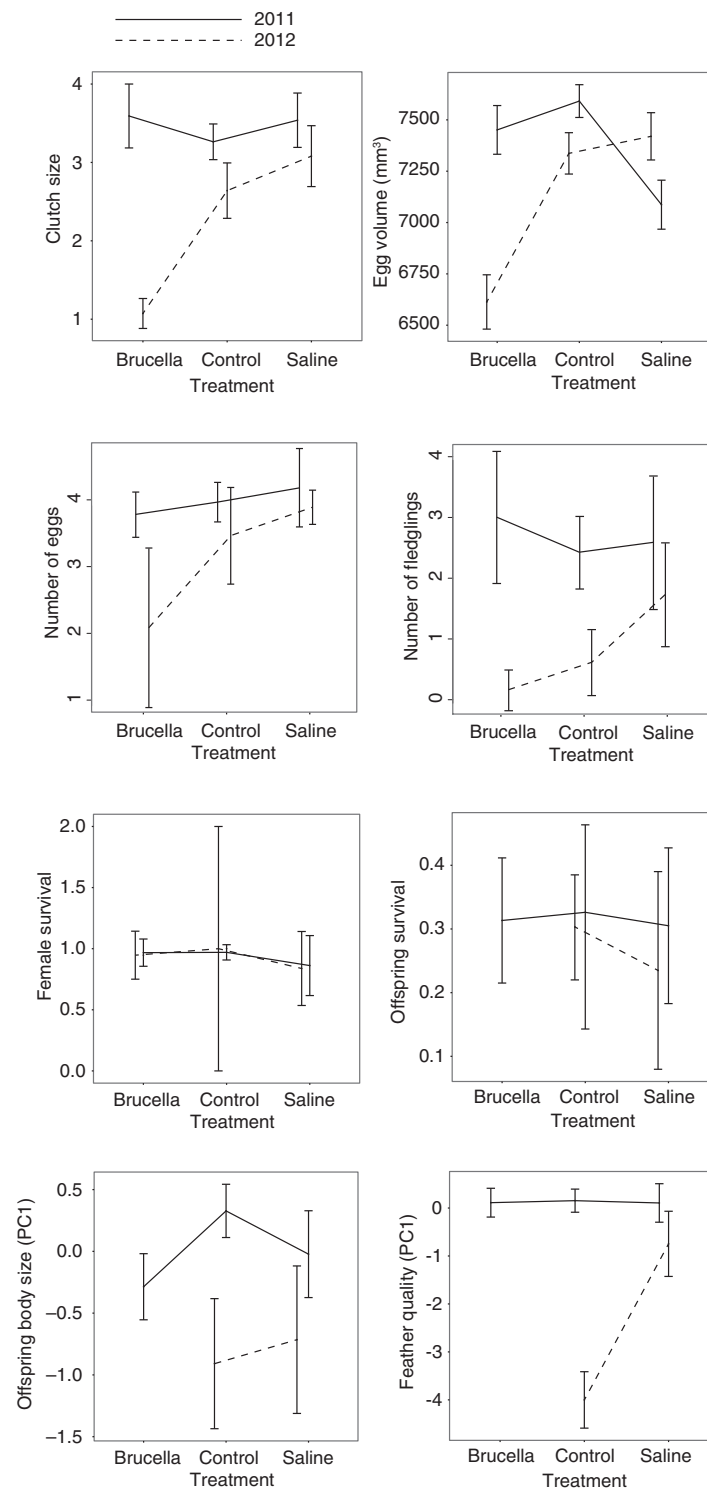 2011
2012
Clutch size
4
3
2
1
Brucella Control Saline
Treatment
Egg volume (mm³)
7500
7250
7000
6750
6500
Brucella Control Saline
Treatment
Number of eggs
4
3
2
1
Brucella Control Saline
Treatment
Number of fledglings
4
3
2
1
0
Brucella Control Saline
Treatment
Female survival
2.0
1.5
1.0
0.5
0.0
Brucella Control Saline
Treatment
Offspring survival
0.4
0.3
0.2
0.1
Brucella Control Saline
Treatment
Offspring body size (PC1)
0.5
0.0
–0.5
–1.0
–1.5
Brucella Control Saline
Treatment
Feather quality (PC1)
0
-1
-2
-3
-4
Brucella Control Saline
Treatment